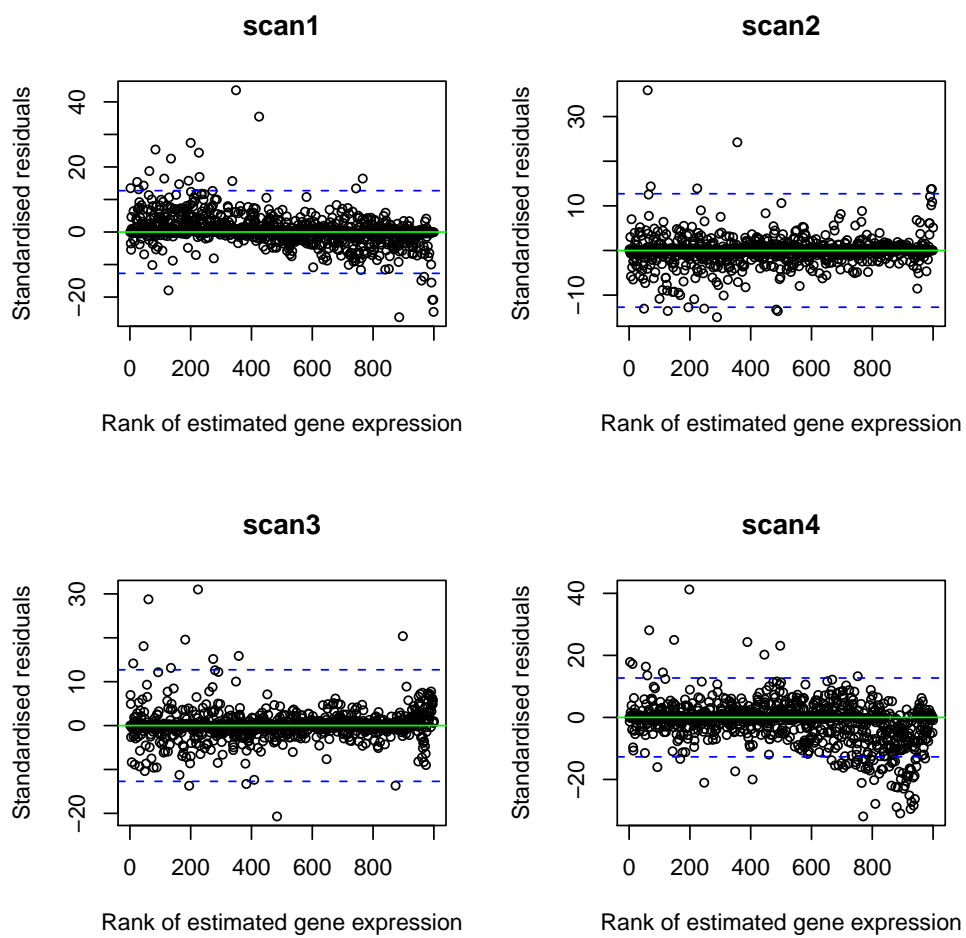 scan1
Standardised residuals
−20
0
20
40
0
200
400
600
800
Rank of estimated gene expression
scan2
Standardised residuals
−10
10
30
0
200
400
600
800
Rank of estimated gene expression
scan3
Standardised residuals
−20
0
10
30
0
200
400
600
800
Rank of estimated gene expression
scan4
Standardised residuals
−20
0
20
40
0
200
400
600
800
Rank of estimated gene expression